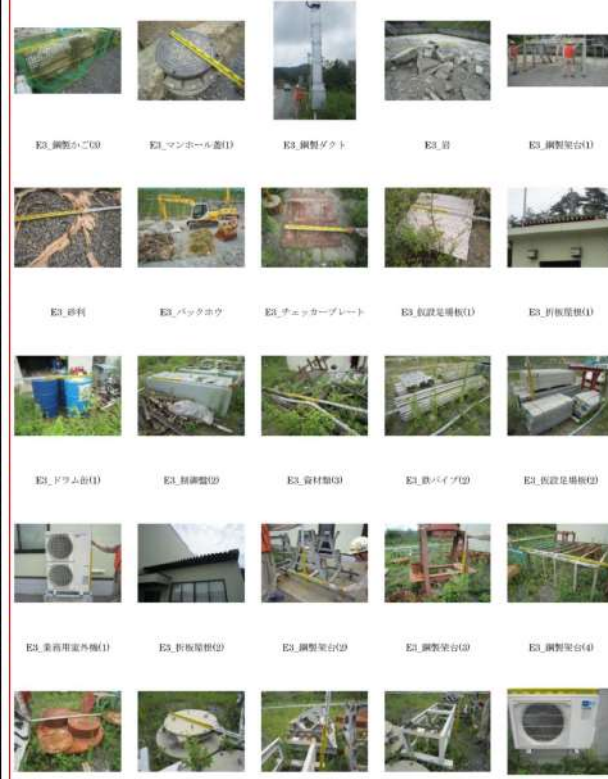 E3_鋼製かご(3)
E3_マンホール蓋(1)
E3_鋼製ダクト
E3_岩
E3_鋼製架台(1)
E3_砂利
E3_バックホウ
E3_チェッカープレート
E3_仮設足場板(1)
E3_折板屋根(1)
E3_ドラム缶(1)
E3_制御盤(2)
E3_資材類(3)
E3_鉄パイプ(2)
E3_仮設足場板(2)
E3_業務用室外機(1)
E3_折板屋根(2)
E3_鋼製架台(2)
E3_鋼製架台(3)
E3_鋼製架台(4)